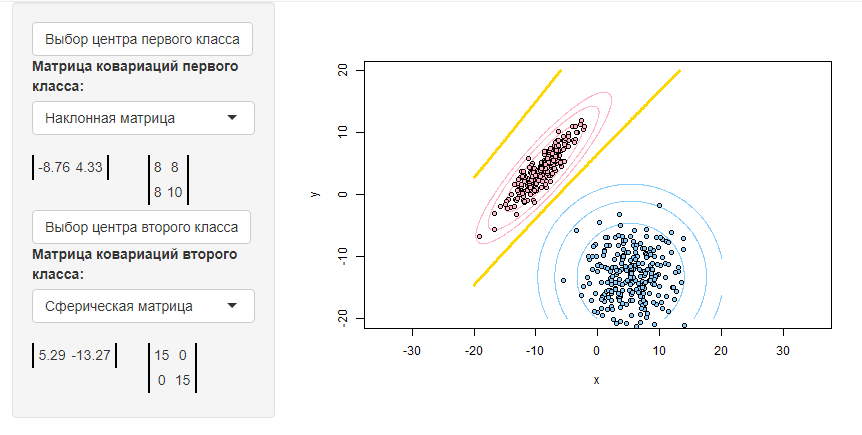 Выбор центра первого класса
Матрица ковариаций первого
класса:
Наклонная матрица
-8.76 4.33
8 8
8 10
Выбор центра второго класса
Матрица ковариаций второго
класса:
Сферическая матрица
5.29 -13.27
15 0
0 15
20
10
0
-10
-20
y
-30 -20 -10 0 10 20 30
x